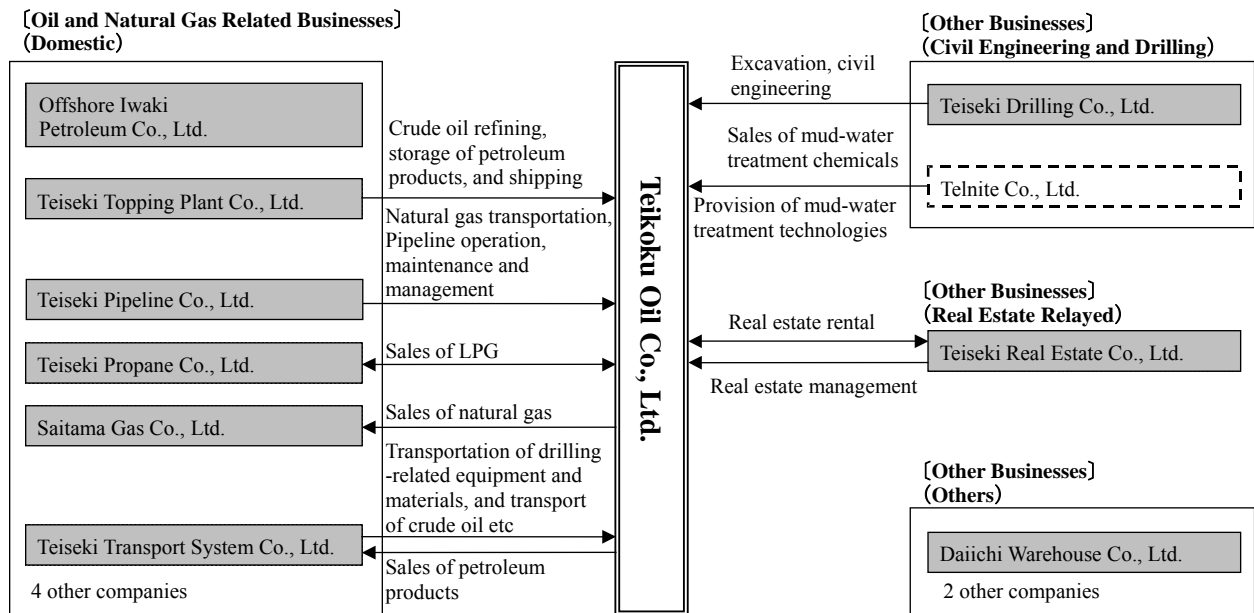 〔Oil and Natural Gas Related Businesses〕
（Domestic）
Offshore Iwaki
Petroleum Co., Ltd.
Teiseki Topping Plant Co., Ltd.
Teiseki Pipeline Co., Ltd.
Teiseki Propane Co., Ltd.
Saitama Gas Co., Ltd.
Teiseki Transport System Co., Ltd.
4 other companies
Crude oil refining,
storage of petroleum
products, and shipping
Natural gas transportation,
Pipeline operation,
maintenance and
management
Sales of LPG
Sales of natural gas
Transportation of drilling
-related equipment and
materials, and transport
of crude oil etc
Sales of petroleum
products
Teikoku Oil Co., Ltd.
Excavation, civil
engineering
Sales of mud-water
treatment chemicals
Provision of mud-water
treatment technologies
Real estate rental
Real estate management
〔Other Businesses〕
（Civil Engineering and Drilling）
Teiseki Drilling Co., Ltd.
Telnite Co., Ltd.
〔Other Businesses〕
（Real Estate Relayed）
Teiseki Real Estate Co., Ltd.
〔Other Businesses〕
（Others）
Daiichi Warehouse Co., Ltd.
2 other companies